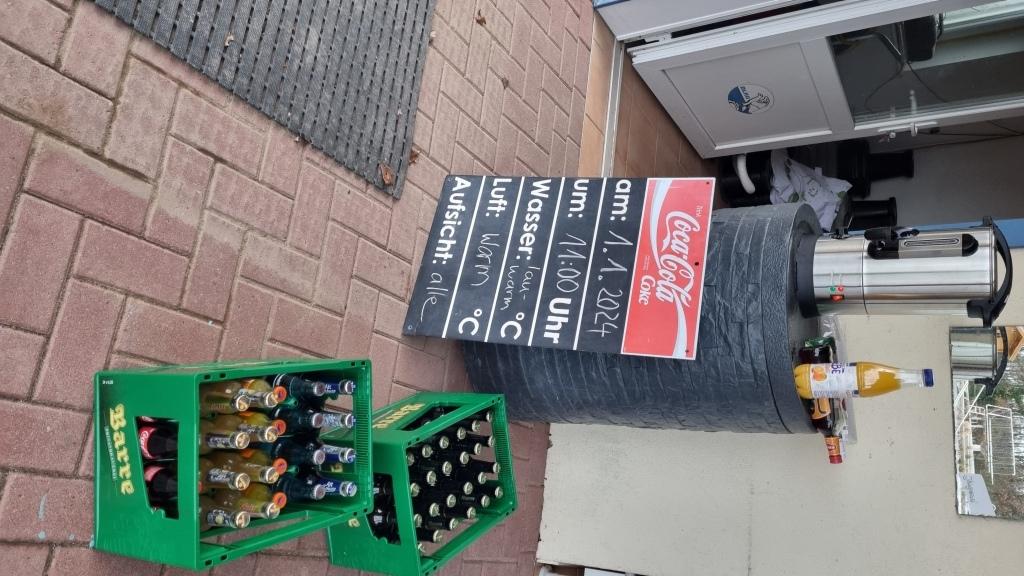 Trink
Coca-Cola
Coke
am: 1.1.2024
um: 11:00 Uhr
Wasser: lau-warm °C
Luft: warm °C
Aufsicht: alle
Barre
Barre